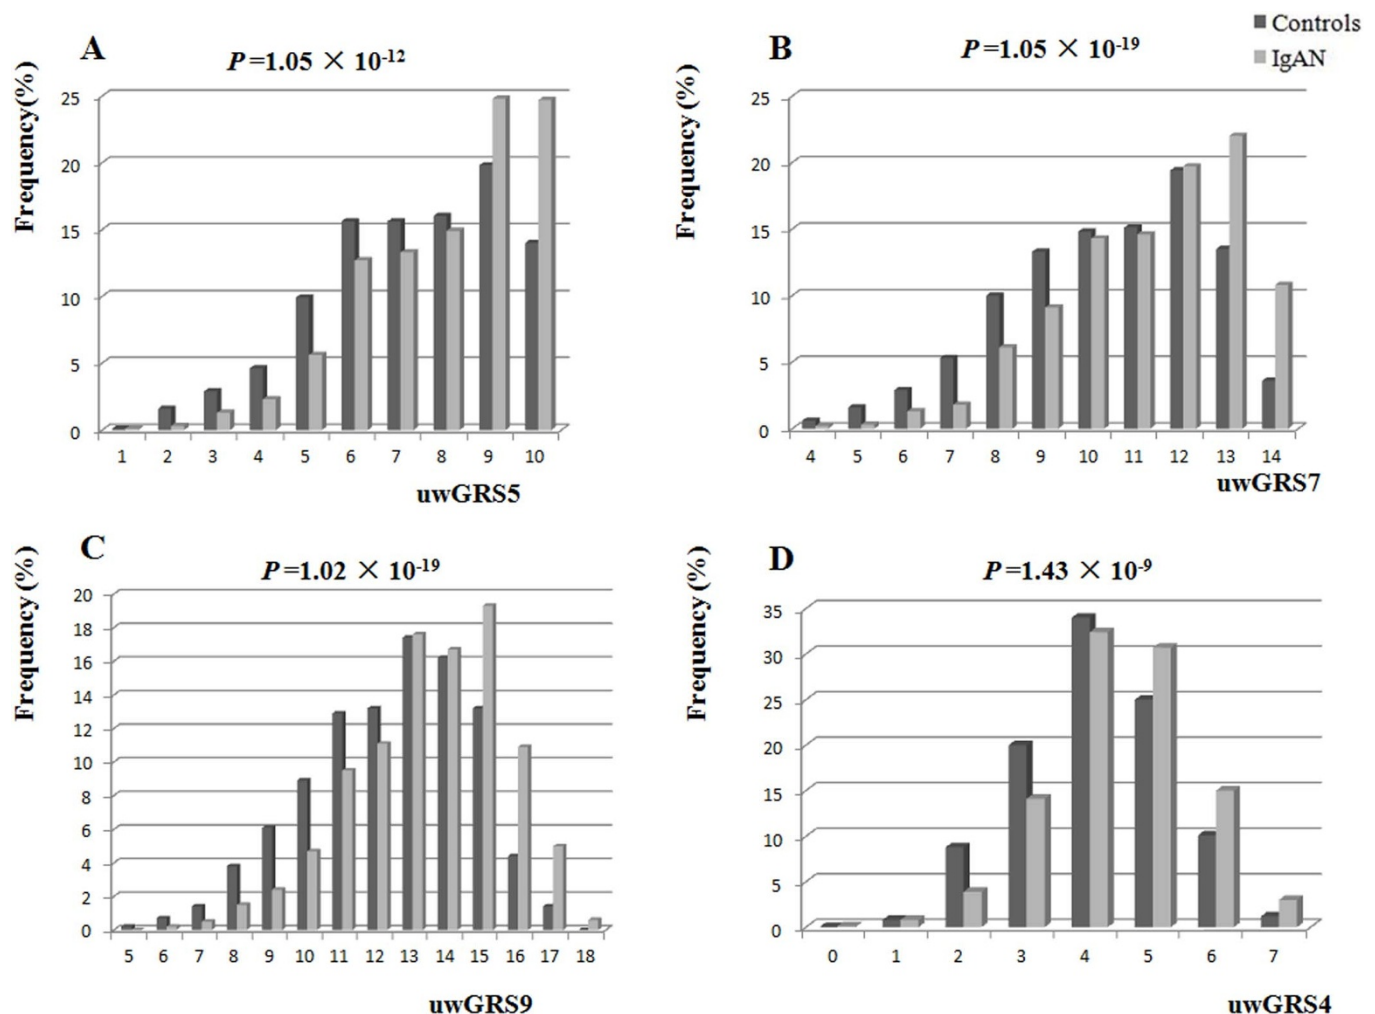 Controls
IgAN
A
P=1.05 × 10-12
Frequency(%)
25
20
15
10
5
0
1 2 3 4 5 6 7 8 9 10
uwGRS5
B
P=1.05 × 10-19
Frequency (%)
25
20
15
10
5
0
4 5 6 7 8 9 10 11 12 13 14
uwGRS7
C
P=1.02 × 10-19
Frequency (%)
20
18
16
14
12
10
8
6
4
2
0
5 6 7 8 9 10 11 12 13 14 15 16 17 18
uwGRS9
D
P=1.43 × 10-9
Frequency (%)
35
30
25
20
15
10
5
0
0 1 2 3 4 5 6 7
uwGRS4